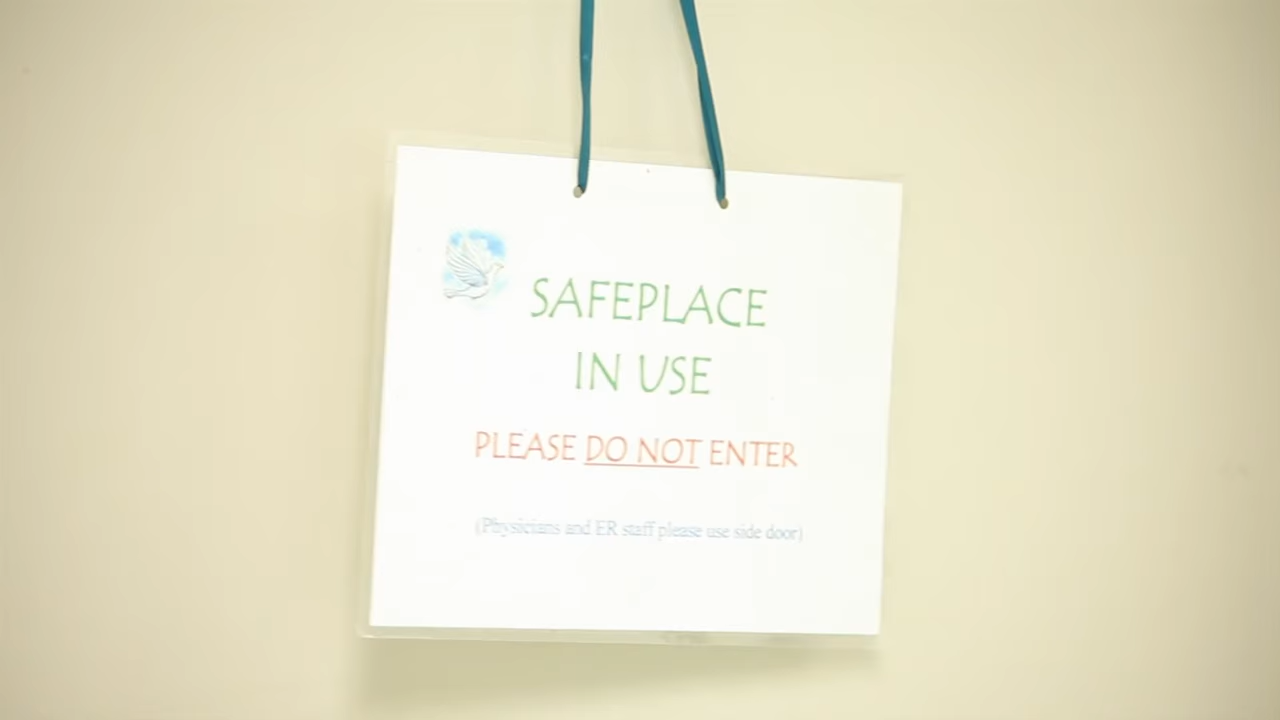 SAFEPLACE
IN USE
PLEASE DO NOT ENTER
(Physicians and ER staff please use side door)